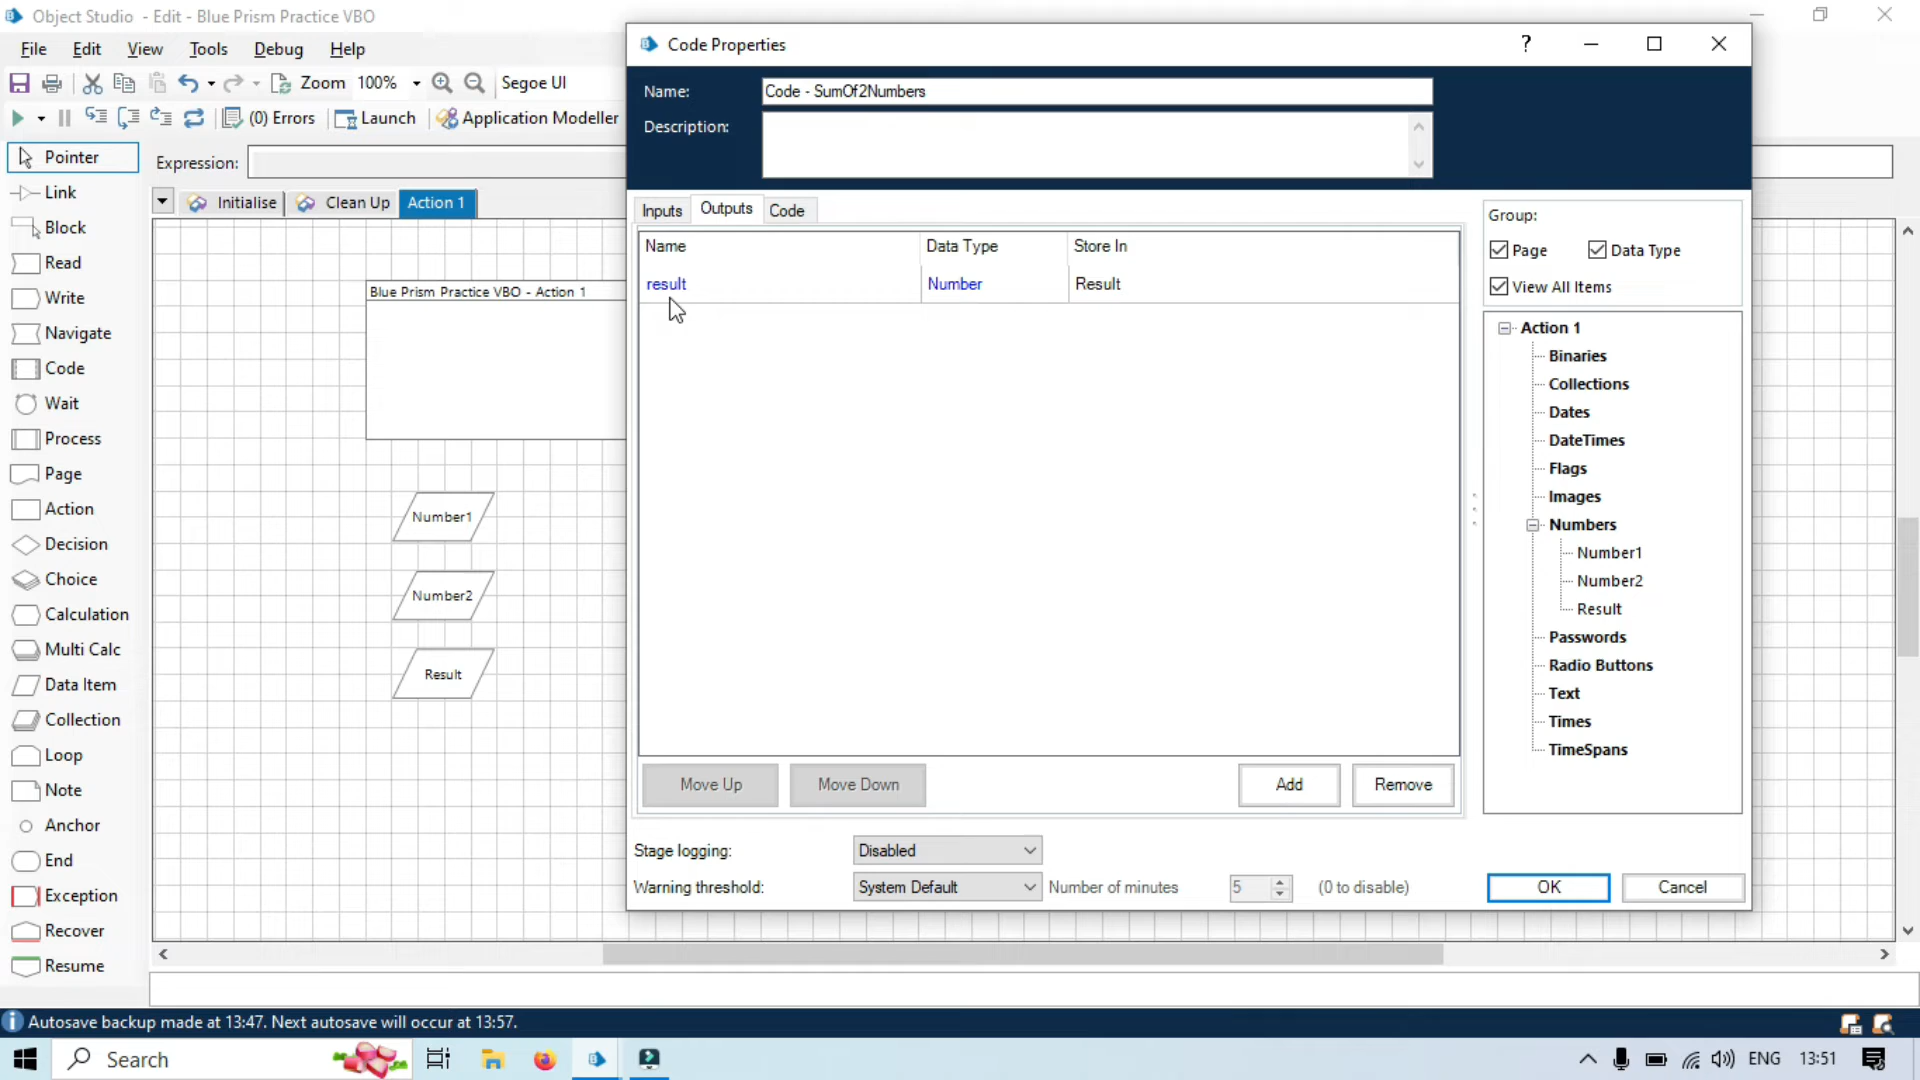 Object Studio - Edit - Blue Prism Practice VBO
File Edit View Tools Debug Help
Zoom 100% Segoe UI
(0) Errors Launch Application Modeller
Pointer
Link
Block
Read
Write
Navigate
Code
Wait
Process
Page
Action
Decision
Choice
Calculation
Multi Calc
Data Item
Collection
Loop
Note
Anchor
End
Exception
Recover
Resume
Expression:
Initialise Clean Up Action 1
Blue Prism Practice VBO - Action 1
Number1
Number2
Result
Code Properties
?
Name: Code - SumOf2Numbers
Description:
Inputs Outputs Code
Name Data Type Store In
result Number Result
Move Up Move Down Add Remove
Group:
Page Data Type
View All Items
Action 1
Binaries
Collections
Dates
DateTimes
Flags
Images
Numbers
Number1
Number2
Result
Passwords
Radio Buttons
Text
Times
TimeSpans
Stage logging: Disabled
Warning threshold: System Default Number of minutes 5 (0 to disable)
OK Cancel
Autosave backup made at 13:47. Next autosave will occur at 13:57.
Search
ENG 13:51